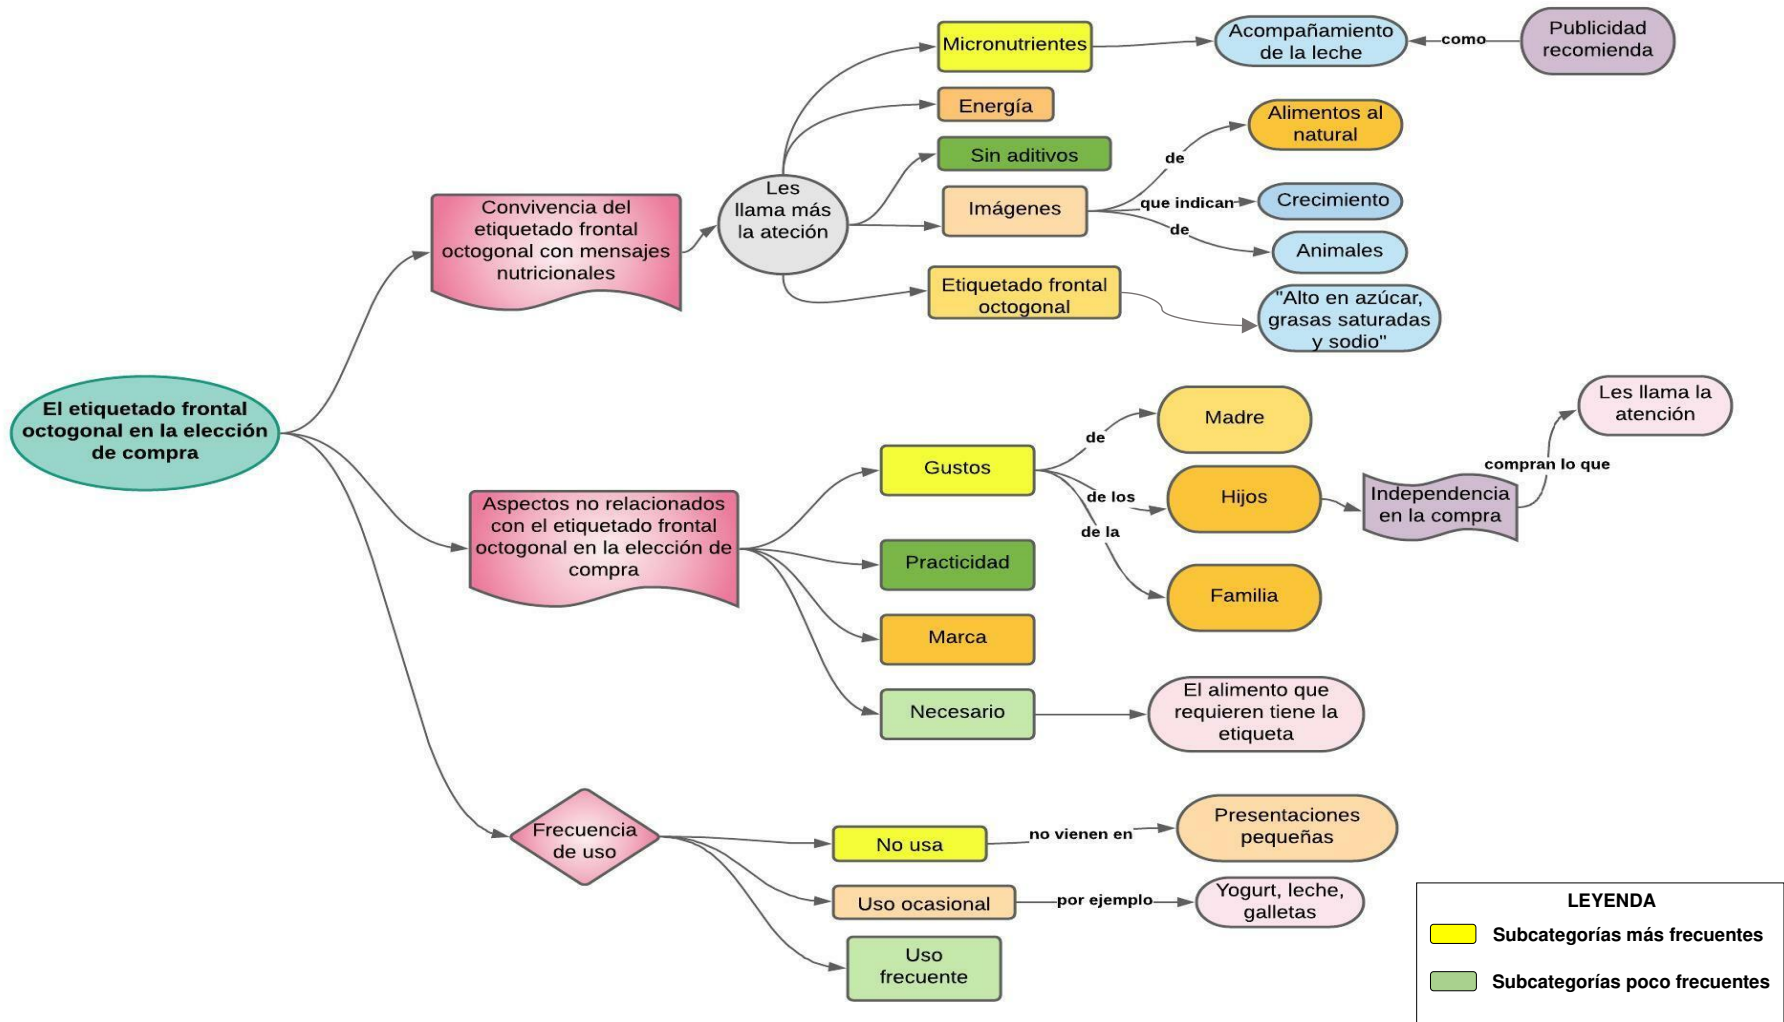 El etiquetado frontal
octogonal en la elección
de compra
Convivencia del
etiquetado frontal
octogonal con mensajes
nutricionales
Les
llama más
la ateción
Micronutrientes
Acompañamiento
de la leche
como
Publicidad
recomienda
Energía
Sin aditivos
Imágenes
de
Alimentos al
natural
que indican
Crecimiento
de
Animales
Etiquetado frontal
octogonal
"Alto en azúcar,
grasas saturadas
y sodio"
Aspectos no relacionados
con el etiquetado frontal
octogonal en la elección de
compra
Gustos
de
Madre
de los
Hijos
Independencia
en la compra
compran lo que
Les llama la
atención
de la
Familia
Practicidad
Marca
Necesario
El alimento que
requieren tiene la
etiqueta
Frecuencia
de uso
No usa
no vienen en
Presentaciones
pequeñas
Uso ocasional
por ejemplo
Yogurt, leche,
galletas
Uso
frecuente
LEYENDA
Subcategorías más frecuentes
Subcategorías poco frecuentes